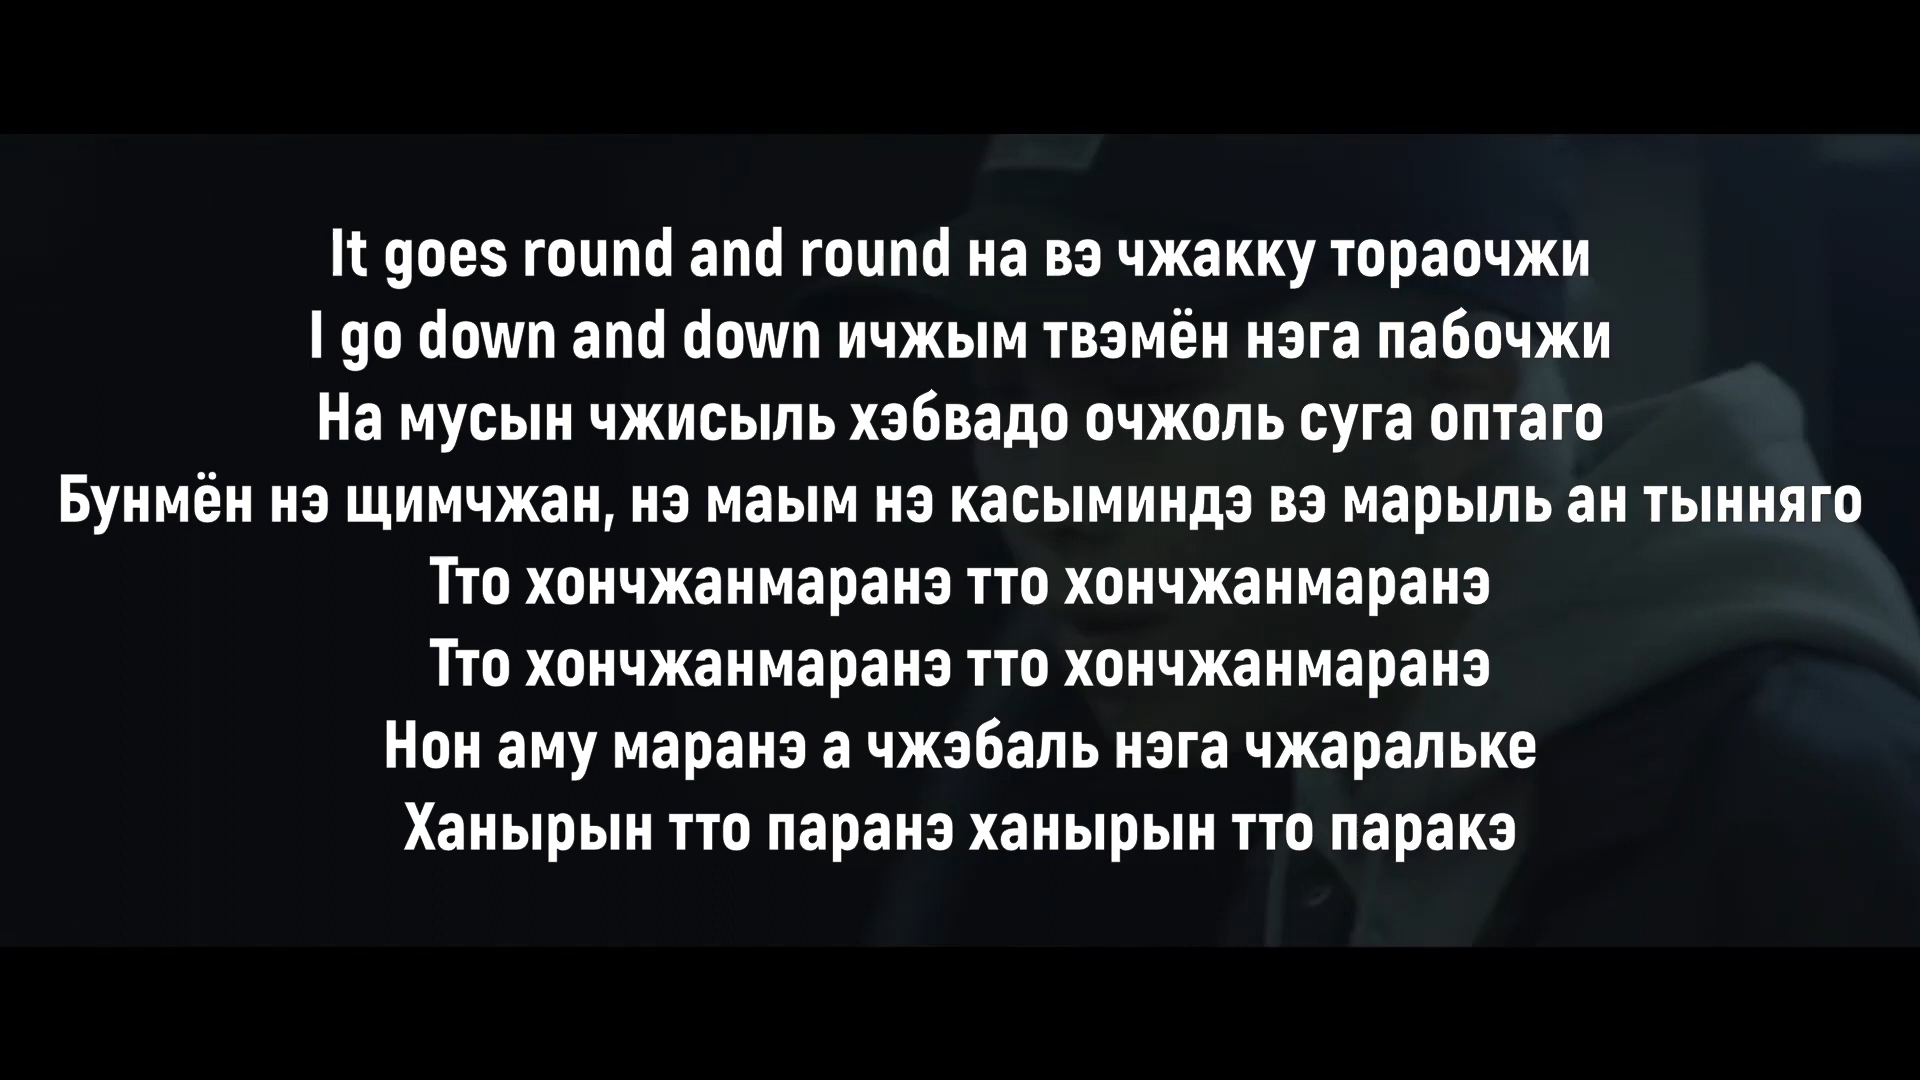 It goes round and round на вэ чжакку тораочжи
I go down and down ичжым твэмён нэга пабочжи
На мусын чжисыль хэбвадо очжоль суга оптаго
Бунмён нэ щимчжан, нэ маым нэ касыминдэ вэ марыль ан тынняго
Тто хончжанмаранэ тто хончжанмаранэ
Тто хончжанмаранэ тто хончжанмаранэ
Нон аму маранэ а чжэбаль нэга чжаральке
Ханырын тто паранэ ханырын тто паракэ